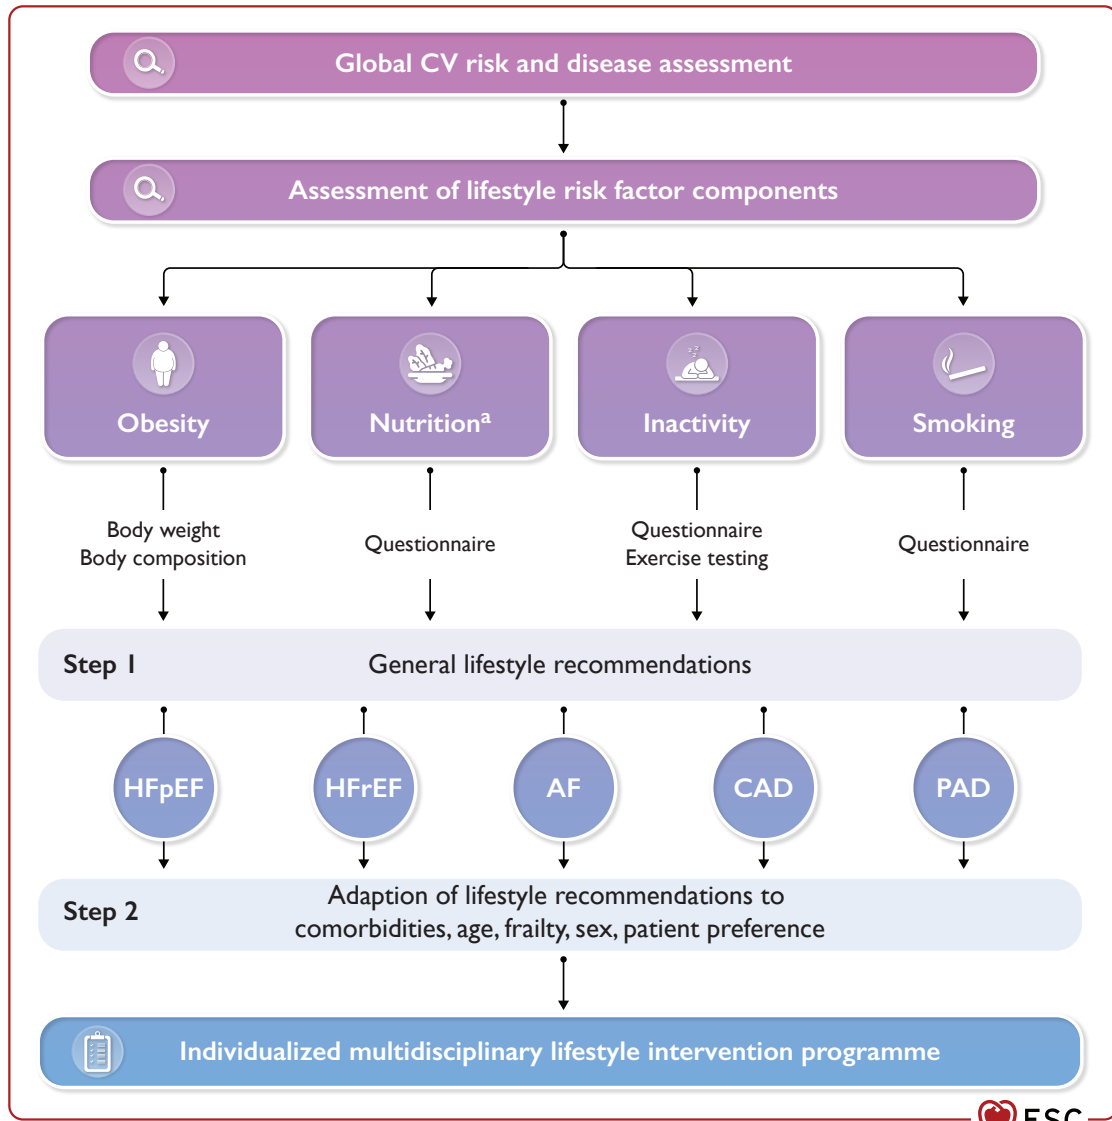 Global CV risk and disease assessment
Assessment of lifestyle risk factor components
Obesity
Nutritionᵃ
Inactivity
Smoking
Body weight
Body composition
Questionnaire
Questionnaire
Exercise testing
Questionnaire
Step 1
General lifestyle recommendations
HFpEF
HFrEF
AF
CAD
PAD
Step 2
Adaption of lifestyle recommendations to
comorbidities, age, frailty, sex, patient preference
Individualized multidisciplinary lifestyle intervention programme
ESC